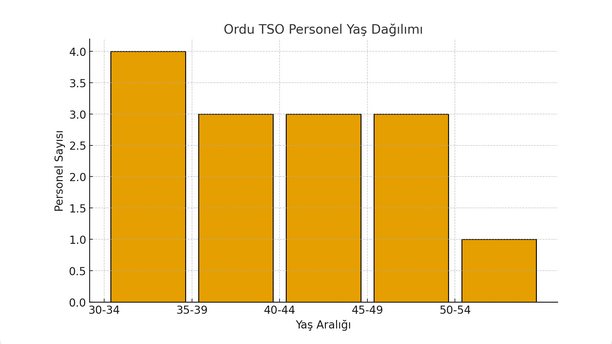 Ordu TSO Personel Yaş Dağılımı
4.0
3.5
3.0
2.5
2.0
1.5
1.0
0.5
0.0
Personel Sayısı
30-34 35-39 40-44 45-49 50-54
Yaş Aralığı